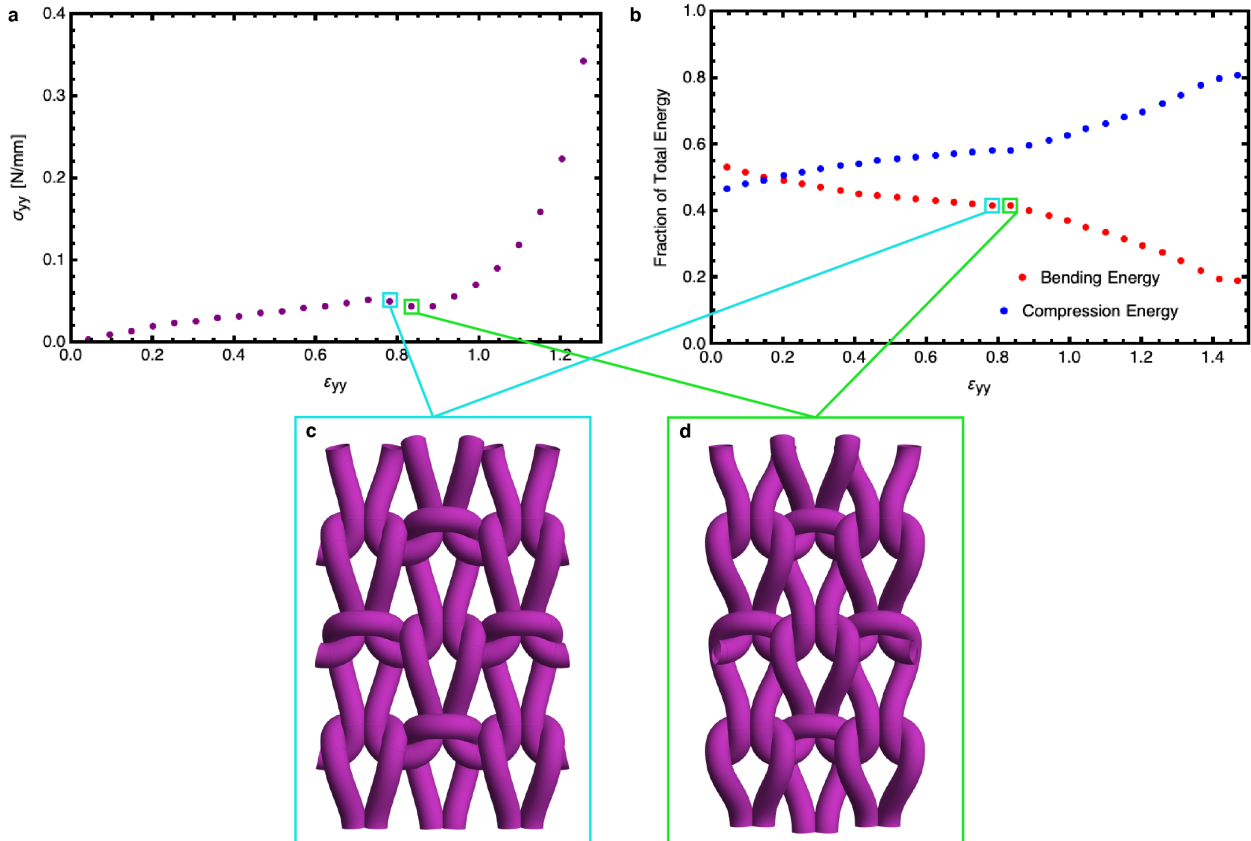 a
0.4
0.3
0.2
0.1
0.0
σyy [N/mm]
0.0 0.2 0.4 0.6 0.8 1.0 1.2
εyy
b
1.0
0.8
0.6
0.4
0.2
0.0
Fraction of Total Energy
Bending Energy
Compression Energy
0.0 0.2 0.4 0.6 0.8 1.0 1.2 1.4
εyy
c
d